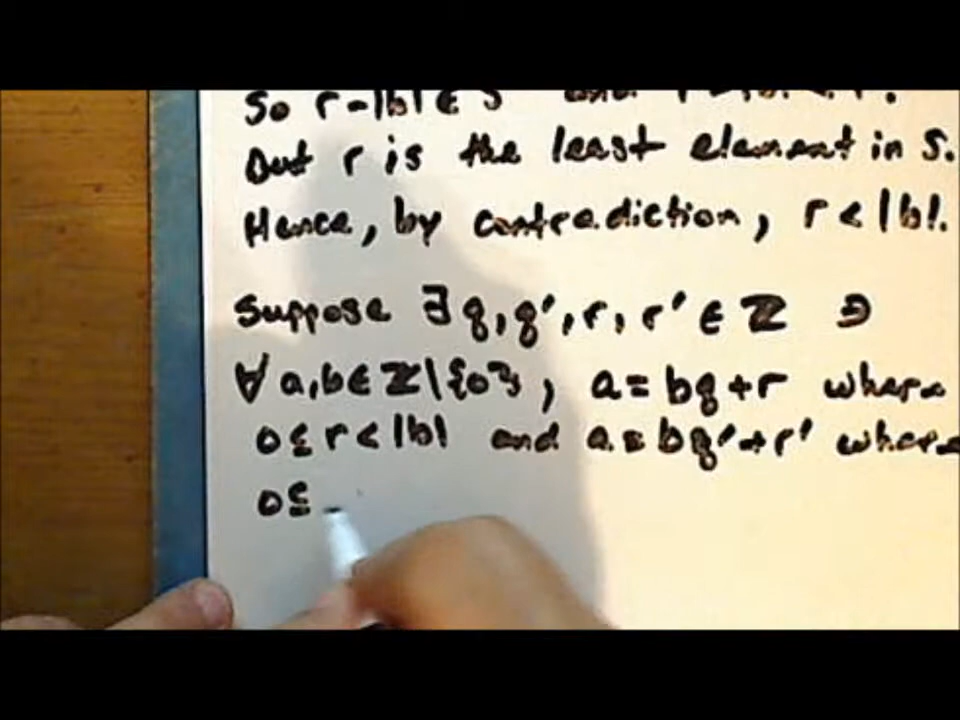 So r-|b| ∈ S and
But r is the least element in S.
Hence, by contradiction, r < |b|.
Suppose ∃ q, q', r, r' ∈ ℤ ∋
∀ a, b ∈ ℤ\{0}, a = bq + r where
0 ≤ r < |b| and a = bq' + r' where
0 ≤